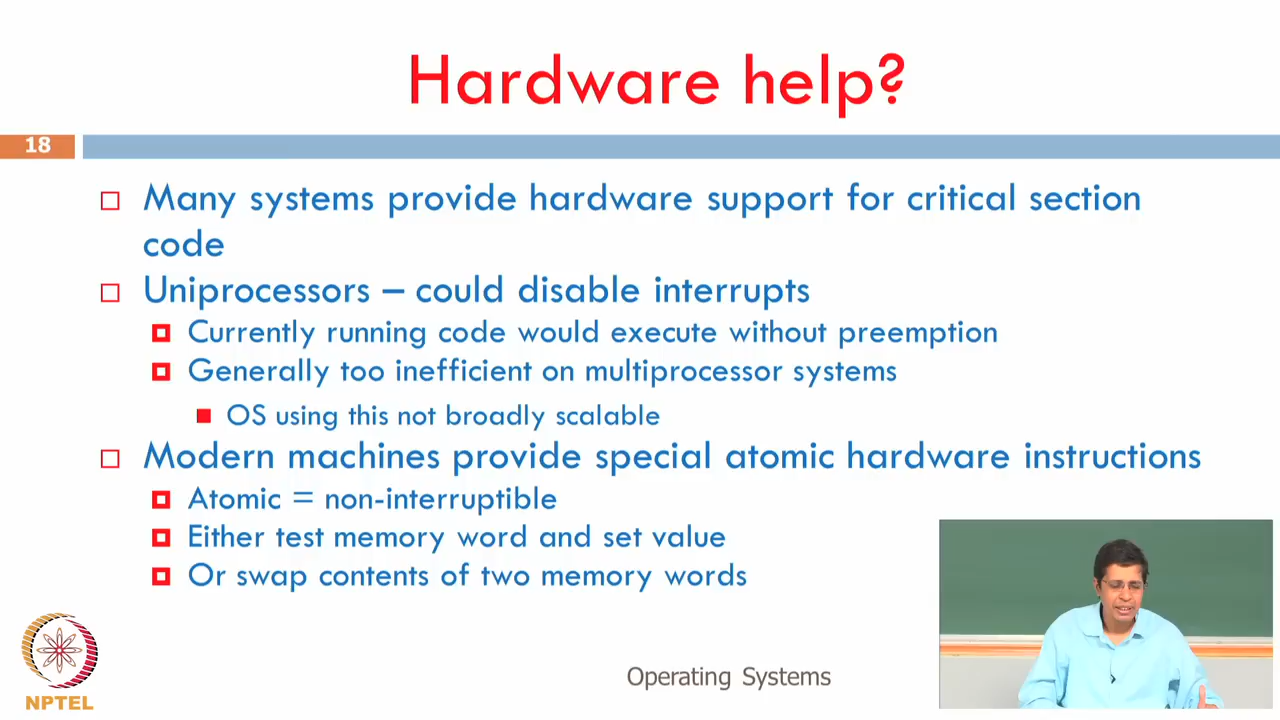 Hardware help?
18
Many systems provide hardware support for critical section
code
Uniprocessors – could disable interrupts
Currently running code would execute without preemption
Generally too inefficient on multiprocessor systems
OS using this not broadly scalable
Modern machines provide special atomic hardware instructions
Atomic = non-interruptible
Either test memory word and set value
Or swap contents of two memory words
NPTEL
Operating Systems